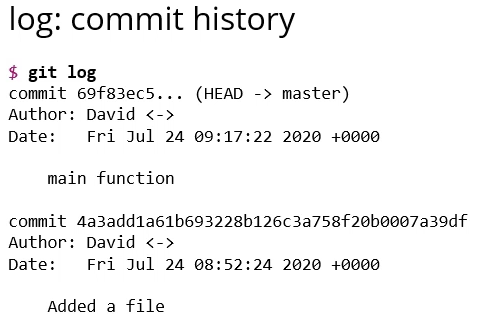 log: commit history
$ git log
commit 69f83ec5... (HEAD -> master)
Author: David <->
Date:   Fri Jul 24 09:17:22 2020 +0000
main function
commit 4a3add1a61b693228b126c3a758f20b0007a39df
Author: David <->
Date:   Fri Jul 24 08:52:24 2020 +0000
Added a file